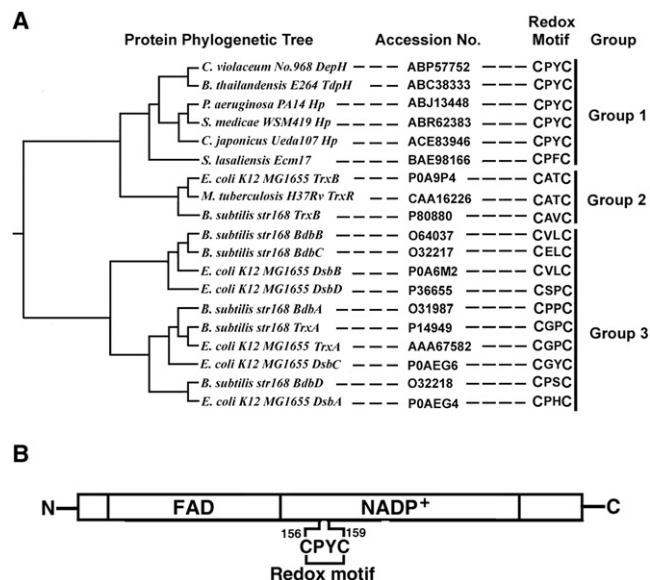 A
Protein Phylogenetic Tree Accession No. Redox Motif Group
C. violaceum No.968 DepH ABP57752 CPYC
B. thailandensis E264 TdpH ABC38333 CPYC
P. aeruginosa PA14 Hp ABJ13448 CPYC
S. medicae WSM419 Hp ABR62383 CPYC
Group 1
C. japonicus Ueda107 Hp ACE83946 CPYC
S. lasaliensis Ecm17 BAE98166 CPFC
E. coli K12 MG1655 TrxB P0A9P4 CATC
M. tuberculosis H37Rv TrxR CAA16226 CATC
Group 2
B. subtilis str168 TrxB P80880 CAVC
B. subtilis str168 BdbB O64037 CVLC
B. subtilis str168 BdbC O32217 CELC
E. coli K12 MG1655 DsbB P0A6M2 CVLC
E. coli K12 MG1655 DsbD P36655 CSPC
B. subtilis str168 BdbA O31987 CPPC
B. subtilis str168 TrxA P14949 CGPC
Group 3
E. coli K12 MG1655 TrxA AAA67582 CGPC
E. coli K12 MG1655 DsbC P0AEG6 CGYC
B. subtilis str168 BdbD O32218 CPSC
E. coli K12 MG1655 DsbA P0AEG4 CPHC
B
N FAD NADP+ C
156 159
CPYC
Redox motif